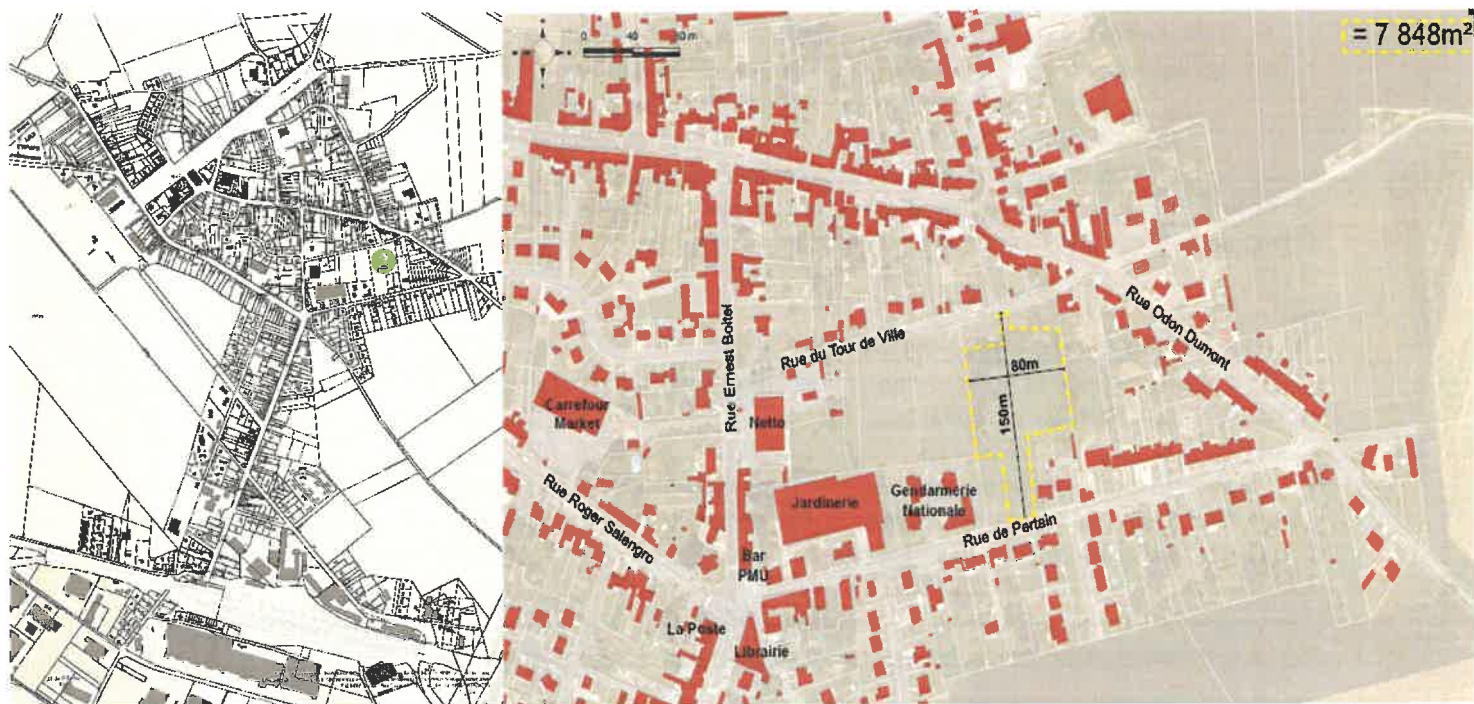 = 7 848m²
0 40 80 m
Rue Odon Dumont
Rue Ernest Boitel
Rue du Tour de Ville
80m
150m
Carrefour
Market
Netto
Rue Roger Salengro
Jardinerie
Gendarmerie
Nationale
Rue de Pertain
Bar
PMU
La Poste
Librairie